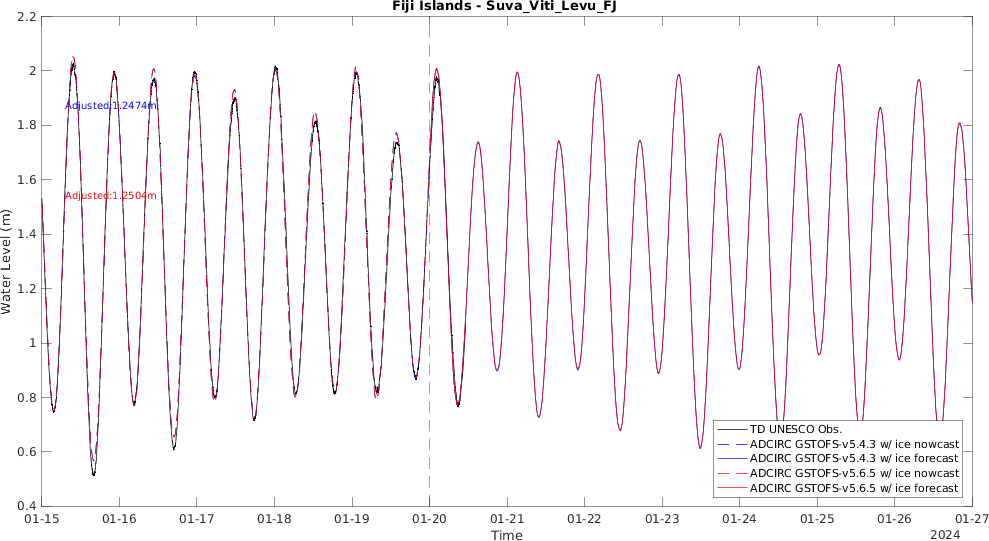 Fiji Islands - Suva_Viti_Levu_FJ
2.2
2
1.8
1.6
1.4
1.2
1
0.8
0.6
0.4
Water Level (m)
Adjusted:1.2474m
Adjusted:1.2504m
TD UNESCO Obs.
ADCIRC GSTOFS-v5.4.3 w/ ice nowcast
ADCIRC GSTOFS-v5.4.3 w/ ice forecast
ADCIRC GSTOFS-v5.6.5 w/ ice nowcast
ADCIRC GSTOFS-v5.6.5 w/ ice forecast
01-15 01-16 01-17 01-18 01-19 01-20 01-21 01-22 01-23 01-24 01-25 01-26 01-27
Time
2024